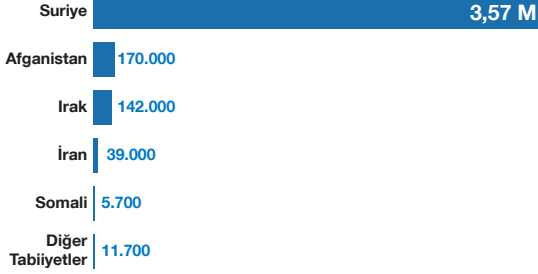 Suriye 3,57 M
Afganistan 170.000
Irak 142.000
İran 39.000
Somali 5.700
Diğer
Tabiiyetler 11.700